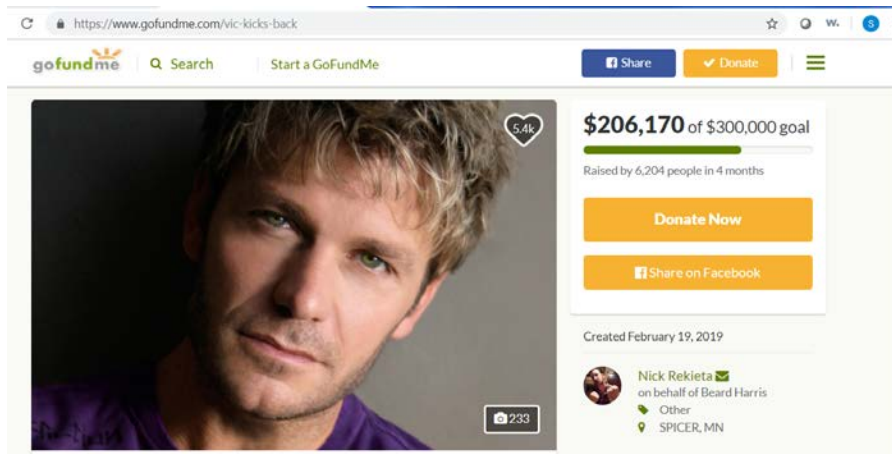 https://www.gofundme.com/vic-kicks-back
w.
S
gofundme
Search
Start a GoFundMe
Share
Donate
5.4k
$206,170 of $300,000 goal
Raised by 6,204 people in 4 months
Donate Now
Share on Facebook
Created February 19, 2019
Nick Rekieta
on behalf of Beard Harris
Other
SPICER, MN
233